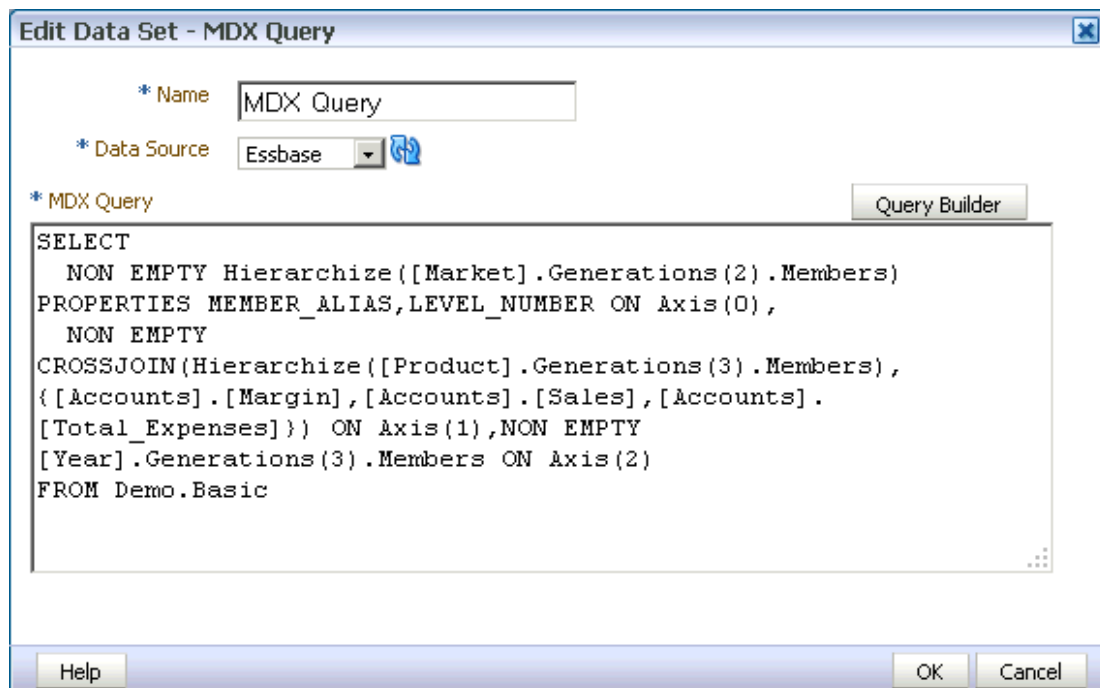 Edit Data Set - MDX Query
* Name
MDX Query
* Data Source
Essbase
* MDX Query
Query Builder
SELECT
  NON EMPTY Hierarchize([Market].Generations(2).Members)
PROPERTIES MEMBER_ALIAS,LEVEL_NUMBER ON Axis(0),
  NON EMPTY
CROSSJOIN(Hierarchize([Product].Generations(3).Members),
{[Accounts].[Margin],[Accounts].[Sales],[Accounts].
[Total_Expenses]}) ON Axis(1),NON EMPTY
[Year].Generations(3).Members ON Axis(2)
FROM Demo.Basic
Help
OK
Cancel